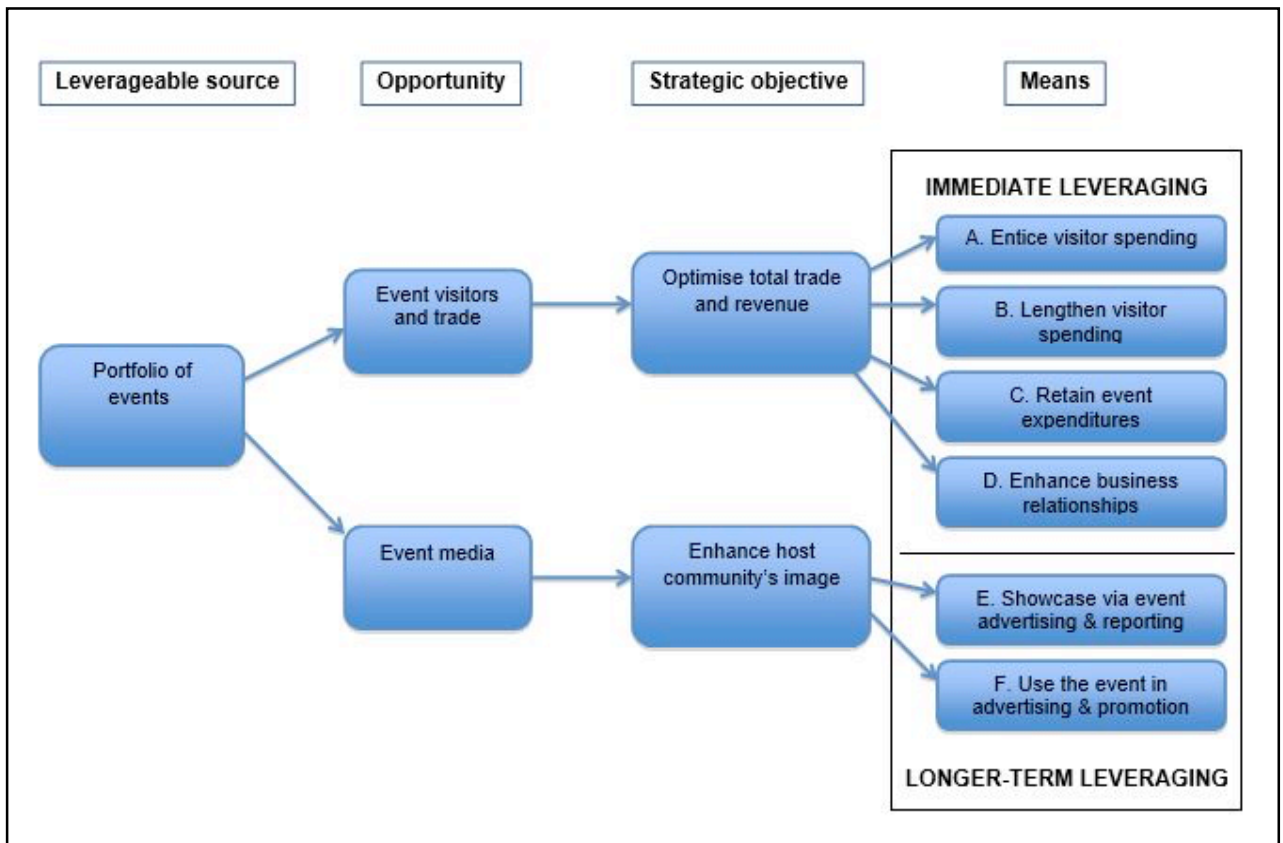 Leverageable source
Opportunity
Strategic objective
Means
IMMEDIATE LEVERAGING
A. Entice visitor spending
Event visitors
and trade
Optimise total trade
and revenue
B. Lengthen visitor
spending
Portfolio of
events
C. Retain event
expenditures
D. Enhance business
relationships
Event media
Enhance host
community's image
E. Showcase via event
advertising & reporting
F. Use the event in
advertising & promotion
LONGER-TERM LEVERAGING